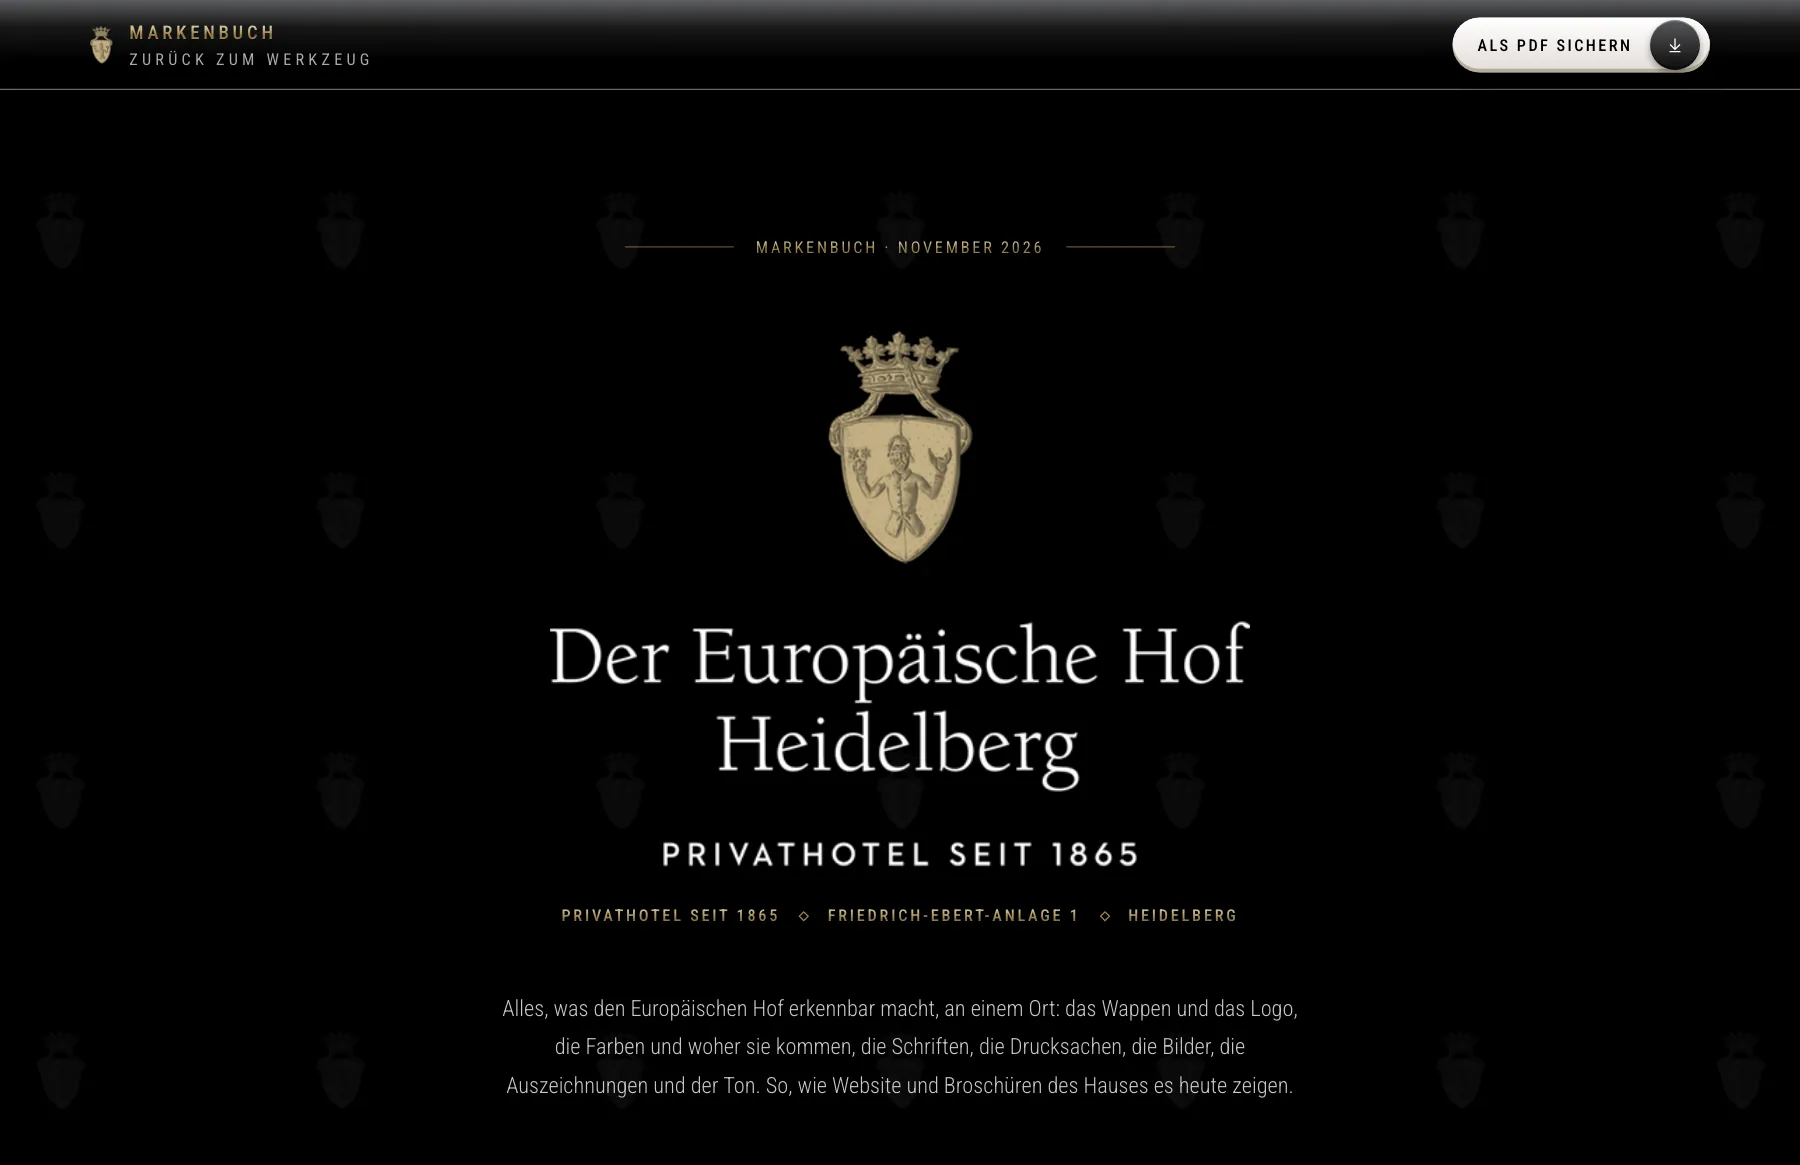 MARKENBUCH
ZURÜCK ZUM WERKZEUG
ALS PDF SICHERN
MARKENBUCH · NOVEMBER 2026
Der Europäische Hof
Heidelberg
PRIVATHOTEL SEIT 1865
PRIVATHOTEL SEIT 1865 ◇ FRIEDRICH-EBERT-ANLAGE 1 ◇ HEIDELBERG
Alles, was den Europäischen Hof erkennbar macht, an einem Ort: das Wappen und das Logo,
die Farben und woher sie kommen, die Schriften, die Drucksachen, die Bilder, die
Auszeichnungen und der Ton. So, wie Website und Broschüren des Hauses es heute zeigen.